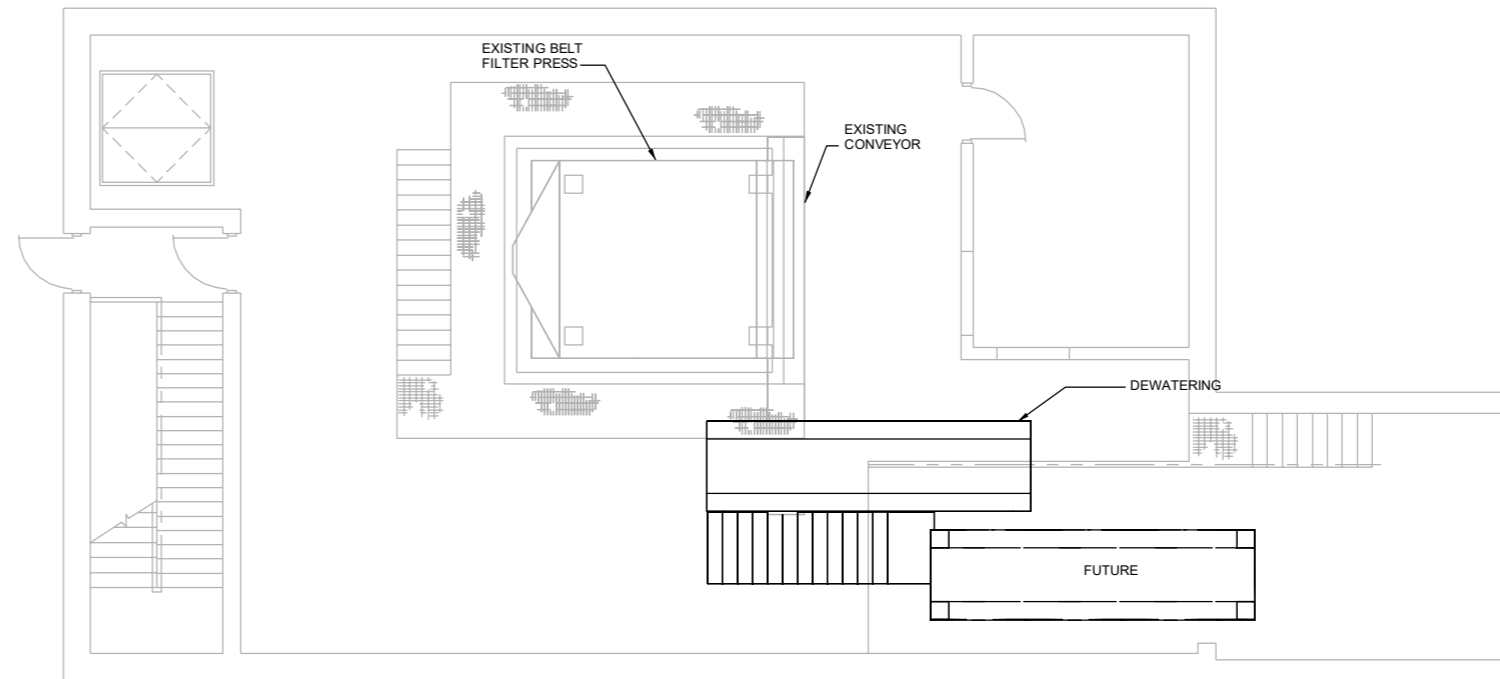 EXISTING BELT
FILTER PRESS
EXISTING
CONVEYOR
DEWATERING
FUTURE